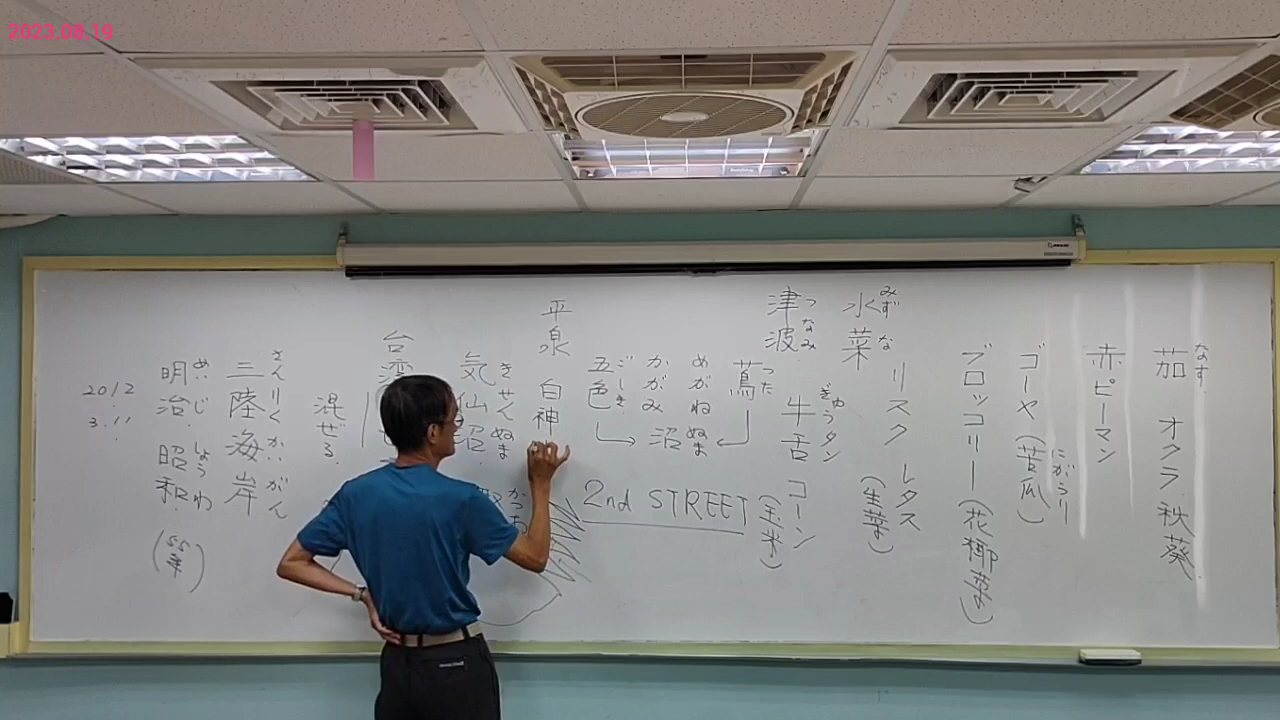 2023.08.19
なす
茄 オクラ 秋葵
赤ピーマン
にがうり
ゴーヤ (苦瓜)
ブロッコリー (花椰菜)
みずな
水菜
リスク レタス
(生菜)
つなみ
津波
ぎゅうタン
牛舌
コーン
(玉米)
つた
蔦
めがね
かがみ
ごしき
五色
ぬま
沼
2nd STREET
平泉 白神
きせんぬま
気仙沼
かつお
台湾
混ぜる
さんりくかいがん
三陸海岸
めいじ しょうわ
明治 昭和
(55年)
2012
3.11